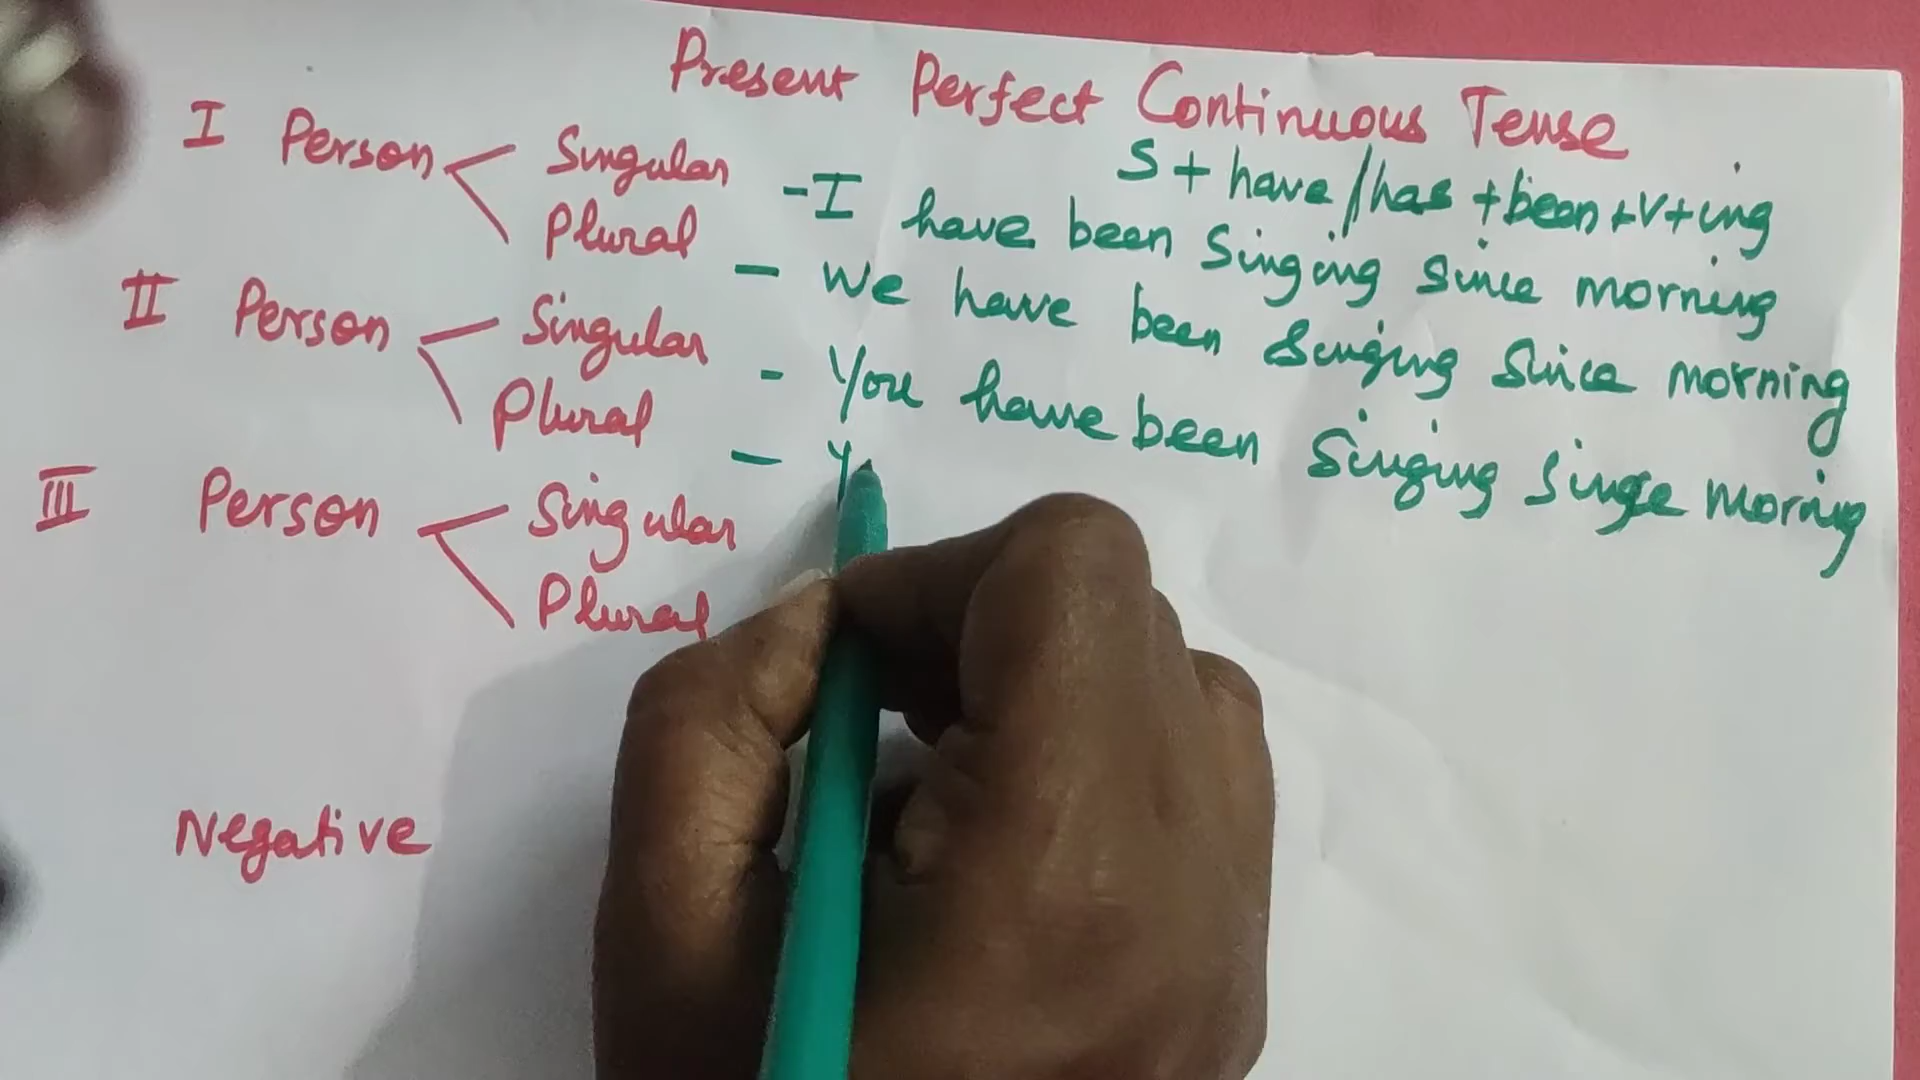 Present Perfect Continuous Tense
S + have/has + been + V + ing
I Person Singular - I have been Singing Since morning
Plural - We have been Singing Since morning
II Person Singular - You have been Singing Singe Morning
Plural - Y
III Person Singular
Plural
Negative